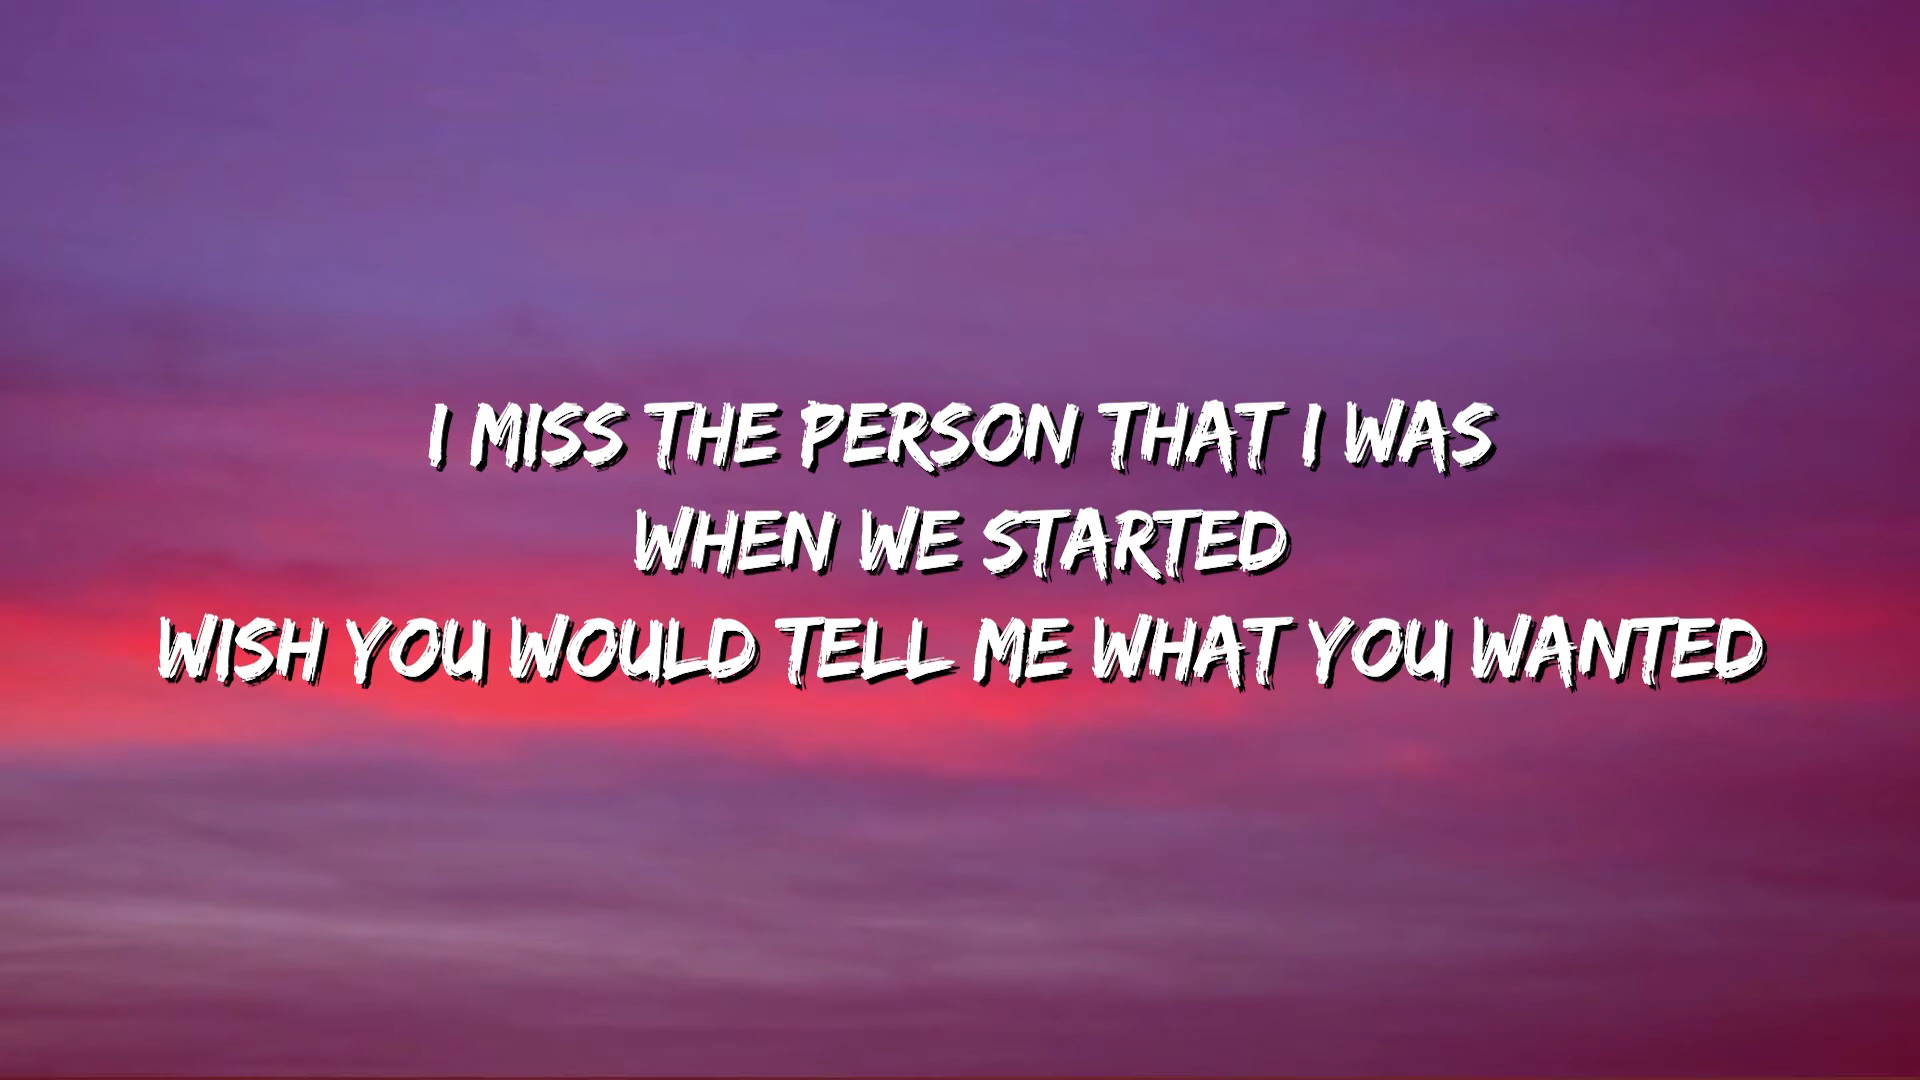 I MISS THE PERSON THAT I WAS
WHEN WE STARTED
WISH YOU WOULD TELL ME WHAT YOU WANTED